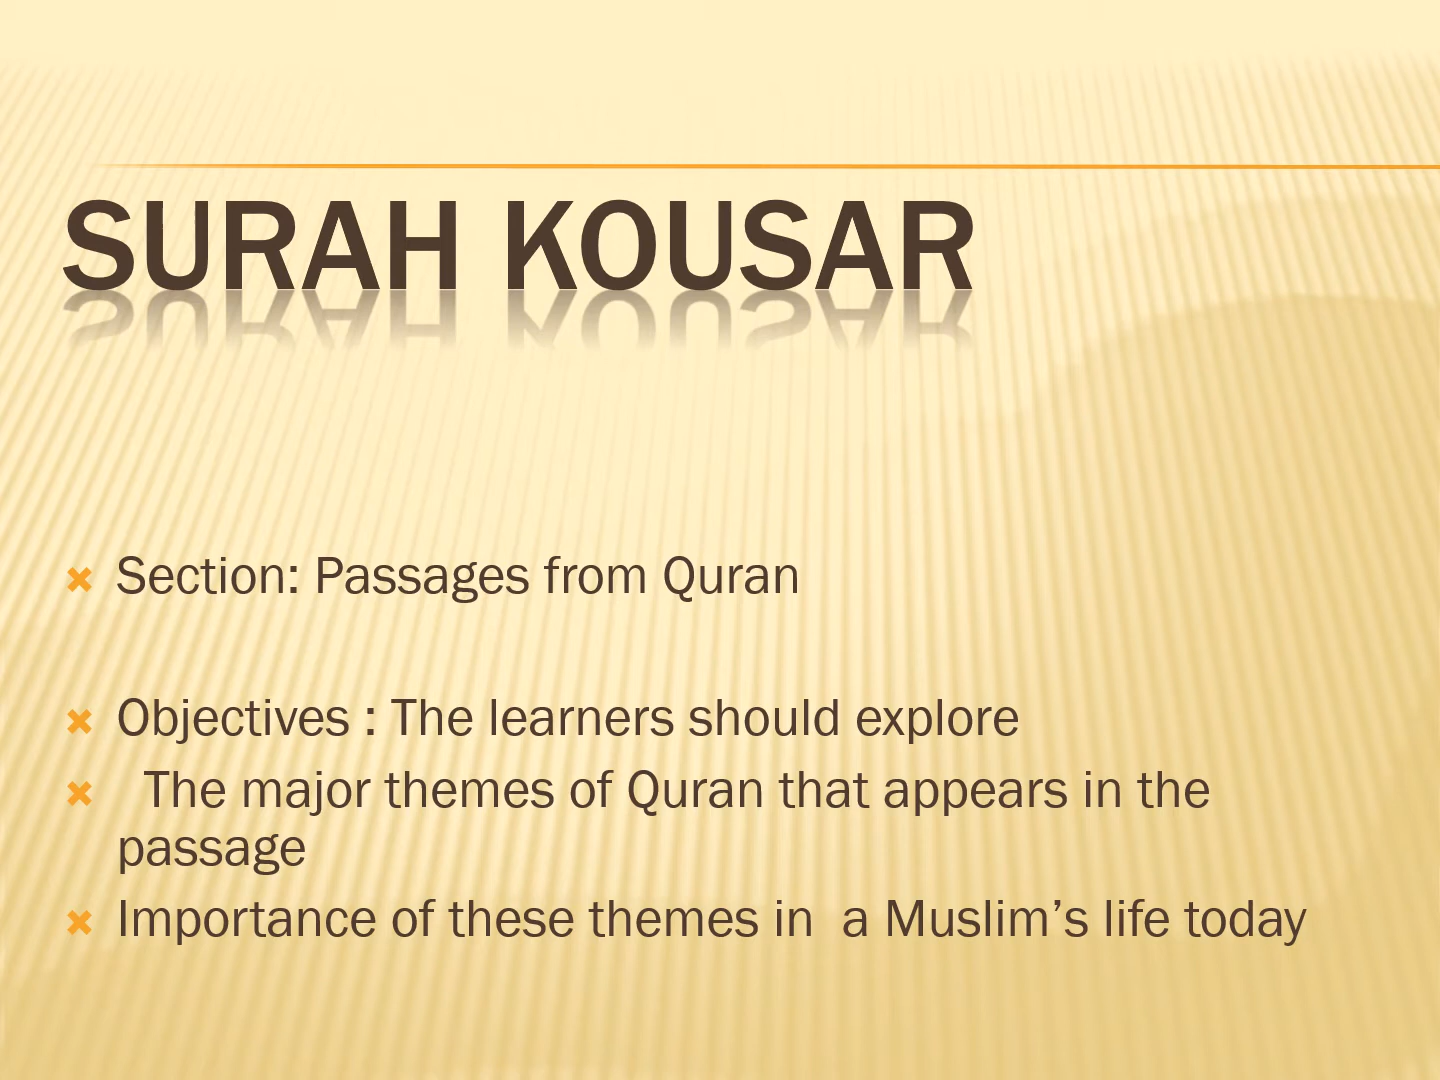 SURAH KOUSAR
Section: Passages from Quran
Objectives : The learners should explore
The major themes of Quran that appears in the
passage
Importance of these themes in  a Muslim’s life today